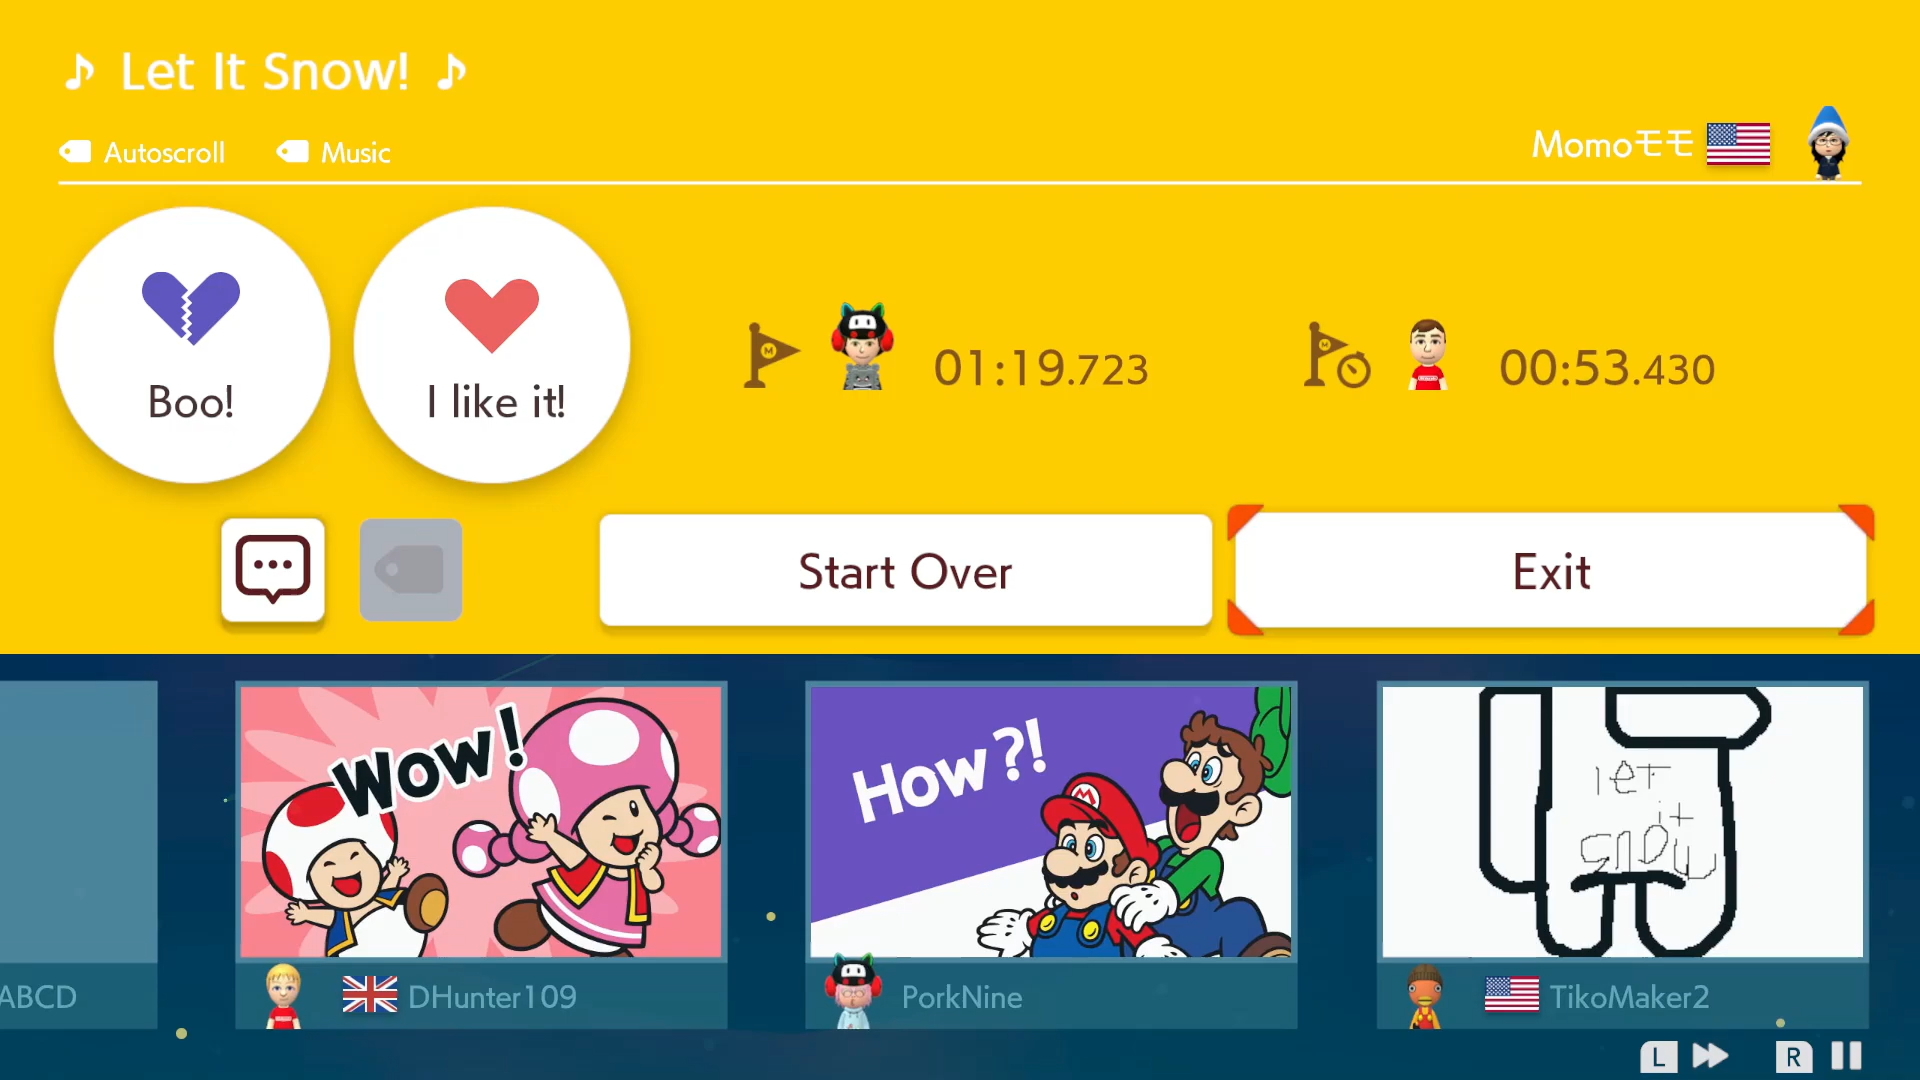 ♪ Let It Snow! ♪
Autoscroll Music
Momoモモ
Boo!
I like it!
01:19.723
00:53.430
Start Over
Exit
Wow!
How?!
LET
it
snow
ABCD
DHunter109
PorkNine
TikoMaker2
L R